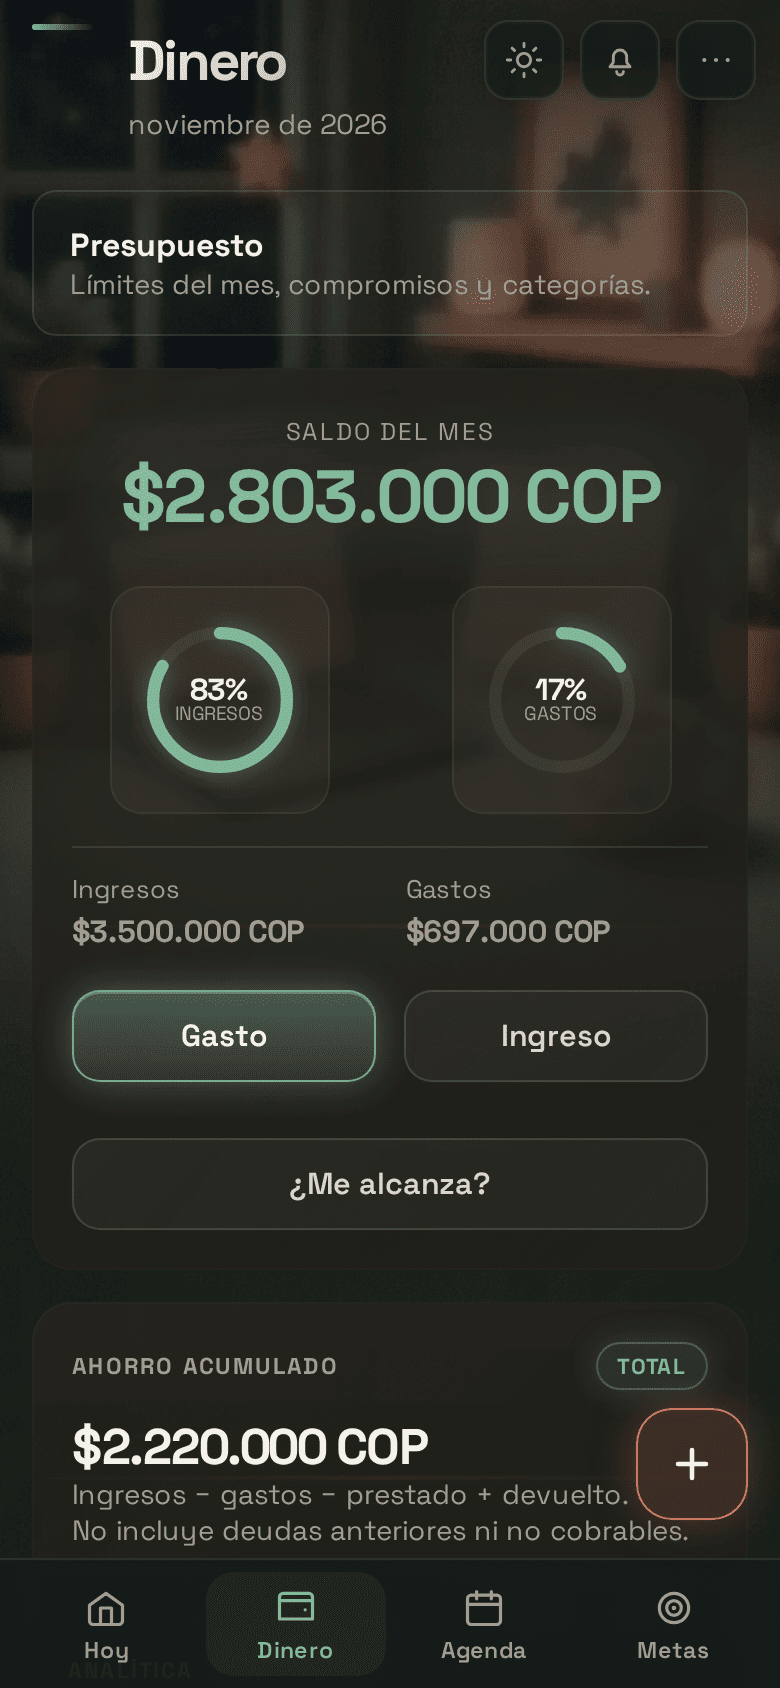 Dinero
noviembre de 2026
Presupuesto
Límites del mes, compromisos y categorías.
SALDO DEL MES
$2.803.000 COP
83%
INGRESOS
17%
GASTOS
Ingresos
$3.500.000 COP
Gastos
$697.000 COP
Gasto
Ingreso
¿Me alcanza?
AHORRO ACUMULADO
TOTAL
$2.220.000 COP
+
Ingresos − gastos − prestado + devuelto.
No incluye deudas anteriores ni no cobrables.
Hoy
Dinero
Agenda
Metas
ANALÍTICA